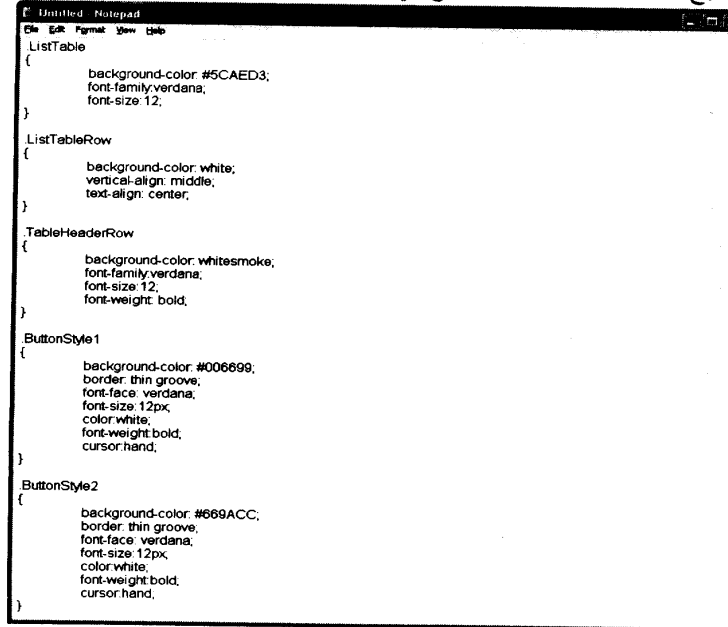 Untitled - Notepad
File Edit Format View Help
.ListTable
{
background-color: #5CAED3;
font-family:verdana;
font-size:12;
}
.ListTableRow
{
background-color: white;
vertical-align: middle;
text-align: center;
}
.TableHeaderRow
{
background-color: whitesmoke;
font-family:verdana;
font-size:12;
font-weight: bold;
}
.ButtonStyle1
{
background-color: #006699;
border: thin groove;
font-face: verdana;
font-size:12px;
color:white;
font-weight:bold;
cursor:hand;
}
.ButtonStyle2
{
background-color: #669ACC;
border: thin groove;
font-face: verdana;
font-size:12px;
color:white;
font-weight:bold;
cursor:hand;
}